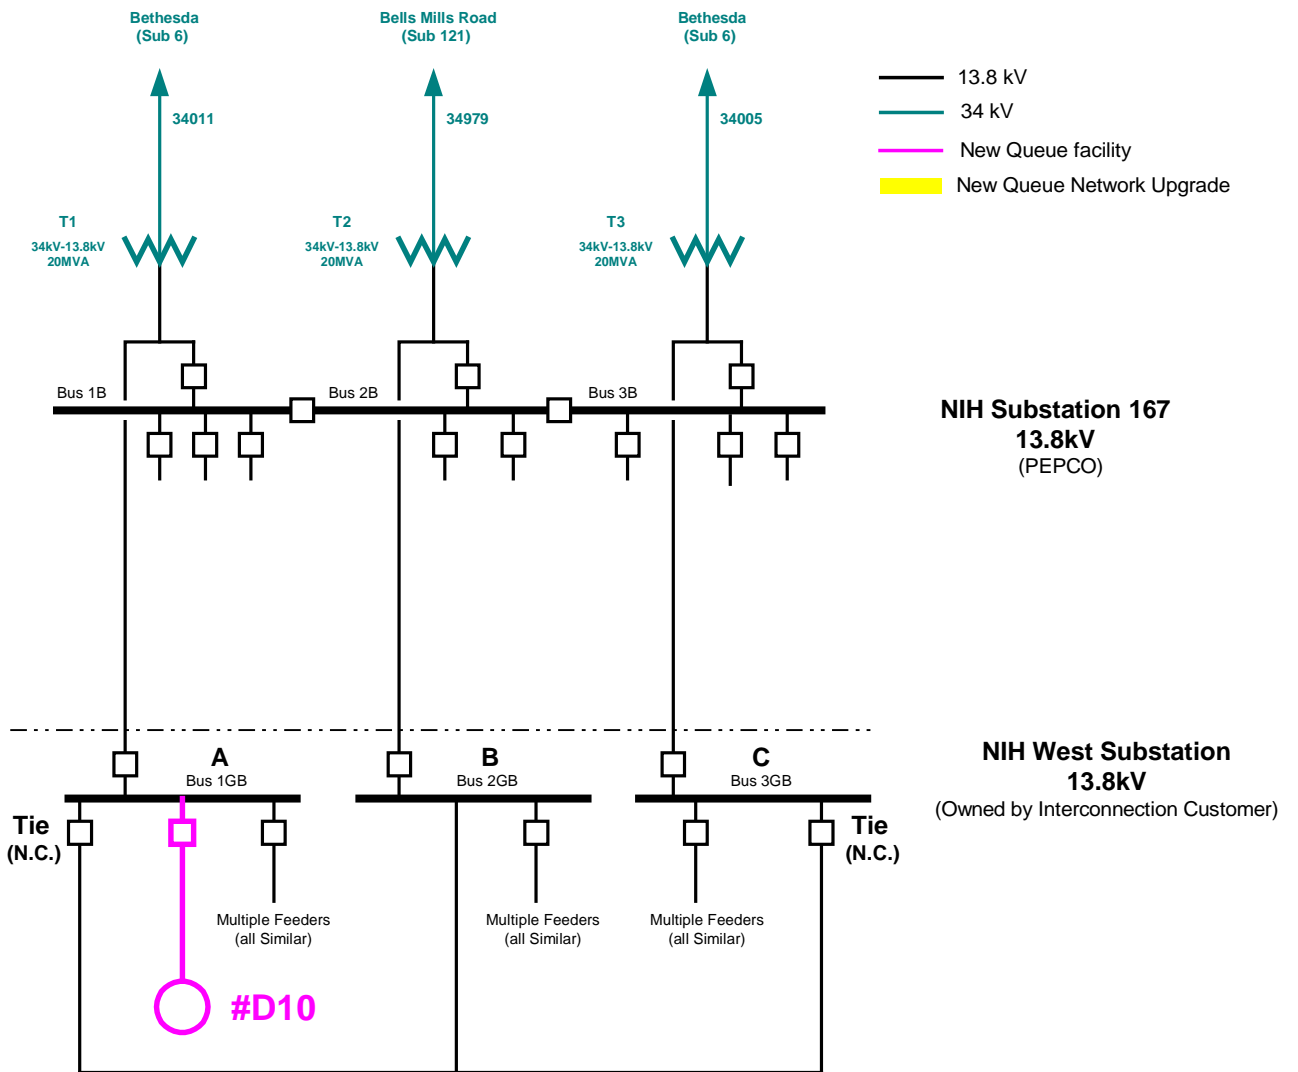 Bethesda
(Sub 6)
Bells Mills Road
(Sub 121)
Bethesda
(Sub 6)
34011
34979
34005
13.8 kV
34 kV
New Queue facility
New Queue Network Upgrade
T1
34kV-13.8kV
20MVA
T2
34kV-13.8kV
20MVA
T3
34kV-13.8kV
20MVA
Bus 1B
Bus 2B
Bus 3B
NIH Substation 167
13.8kV
(PEPCO)
A
Bus 1GB
B
Bus 2GB
C
Bus 3GB
NIH West Substation
13.8kV
(Owned by Interconnection Customer)
Tie
(N.C.)
Tie
(N.C.)
Multiple Feeders
(all Similar)
Multiple Feeders
(all Similar)
Multiple Feeders
(all Similar)
#D10